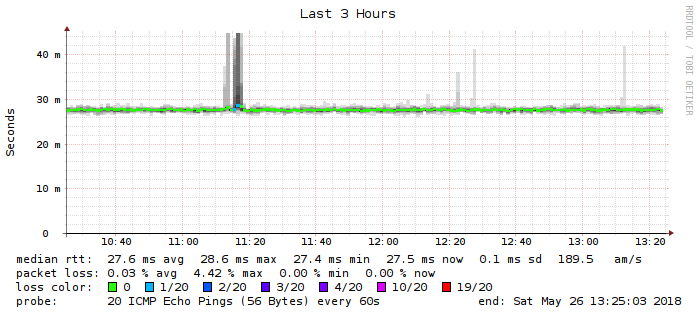 Last 3 Hours
RRDTOOL / TOBI OETIKER
Seconds
40 m
30 m
20 m
10 m
0
10:40 11:00 11:20 11:40 12:00 12:20 12:40 13:00 13:20
median rtt: 27.6 ms avg 28.6 ms max 27.4 ms min 27.5 ms now 0.1 ms sd 189.5 am/s
packet loss: 0.03 % avg 4.42 % max 0.00 % min 0.00 % now
loss color: 0 1/20 2/20 3/20 4/20 10/20 19/20
probe: 20 ICMP Echo Pings (56 Bytes) every 60s end: Sat May 26 13:25:03 2018